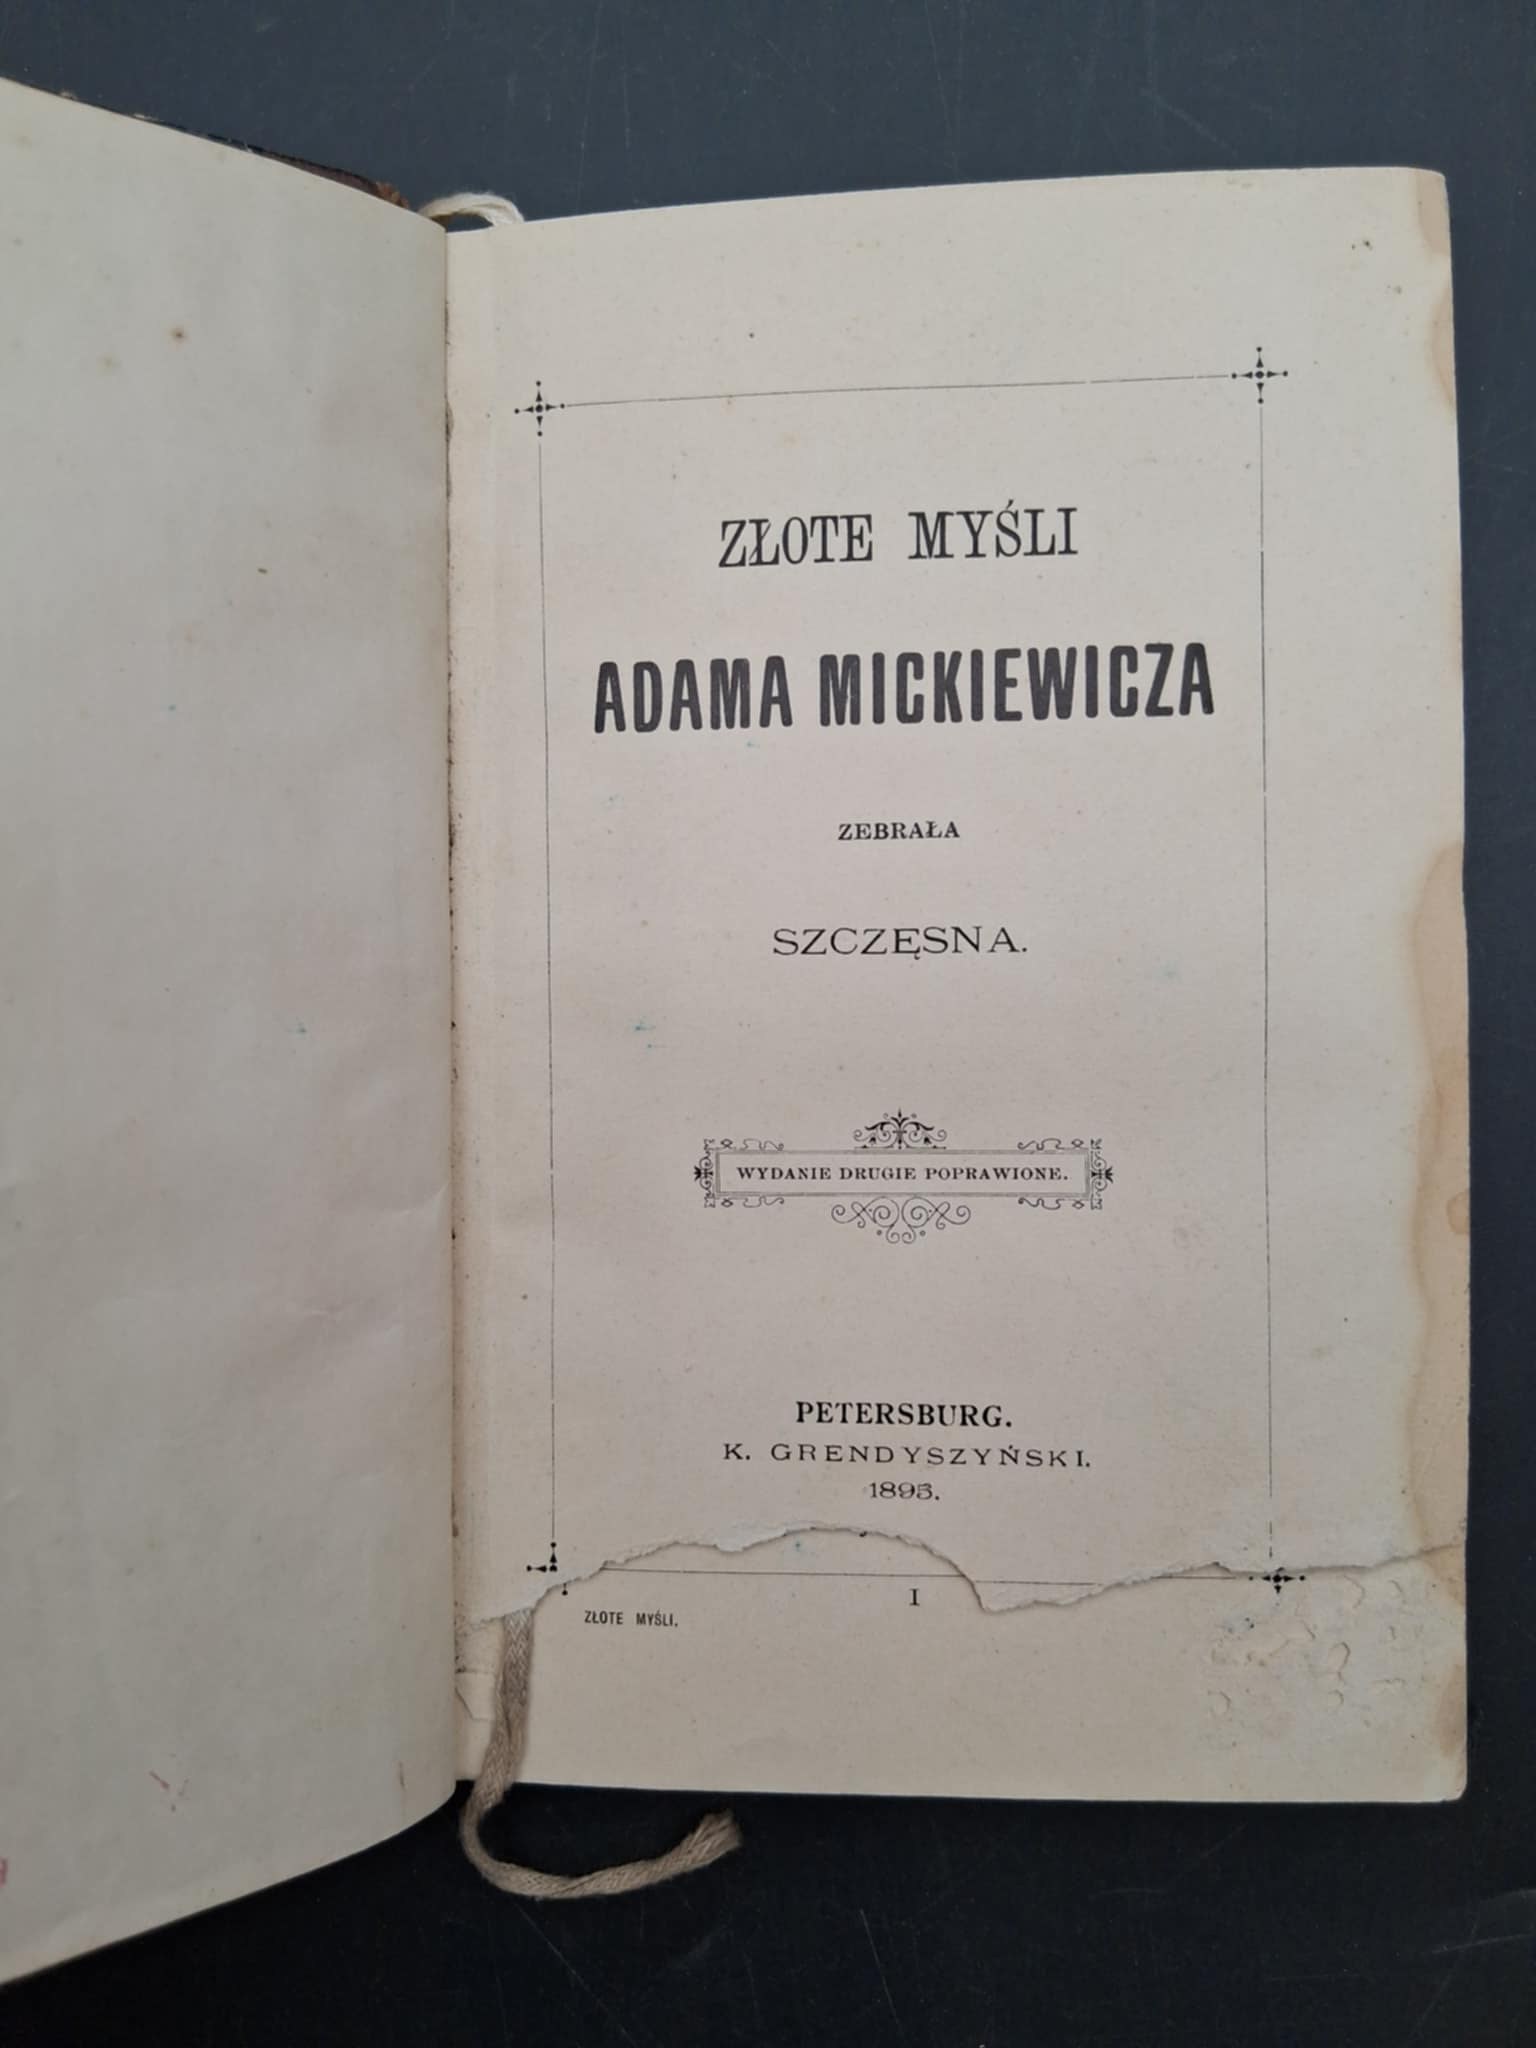 ZŁOTE MYŚLI
ADAMA MICKIEWICZA
ZEBRAŁA
SZCZĘSNA.
WYDANIE DRUGIE POPRAWIONE.
PETERSBURG.
K. GRENDYSZYŃSKI.
1895.
I
ZŁOTE MYŚLI.